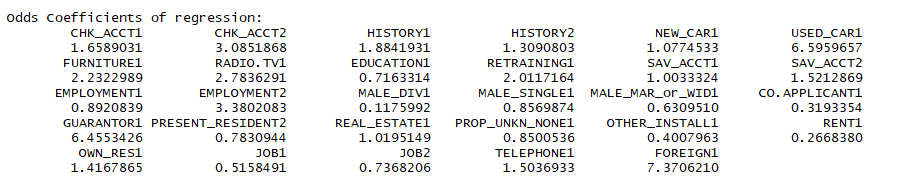 Odds Coefficients of regression:
CHK_ACCT1 CHK_ACCT2 HISTORY1 HISTORY2 NEW_CAR1 USED_CAR1
1.6589031 3.0851868 1.8841931 1.3090803 1.0774533 6.5959657
FURNITURE1 RADIO.TV1 EDUCATION1 RETRAINING1 SAV_ACCT1 SAV_ACCT2
2.2322989 2.7836291 0.7163314 2.0117164 1.0033324 1.5212869
EMPLOYMENT1 EMPLOYMENT2 MALE_DIV1 MALE_SINGLE1 MALE_MAR_or_WID1 CO.APPLICANT1
0.8920839 3.3802083 0.1175992 0.8569874 0.6309510 0.3193354
GUARANTOR1 PRESENT_RESIDENT2 REAL_ESTATE1 PROP_UNKN_NONE1 OTHER_INSTALL1 RENT1
6.4553426 0.7830944 1.0195149 0.8500536 0.4007963 0.2668380
OWN_RES1 JOB1 JOB2 TELEPHONE1 FOREIGN1
1.4167865 0.5158491 0.7368206 1.5036933 7.3706210